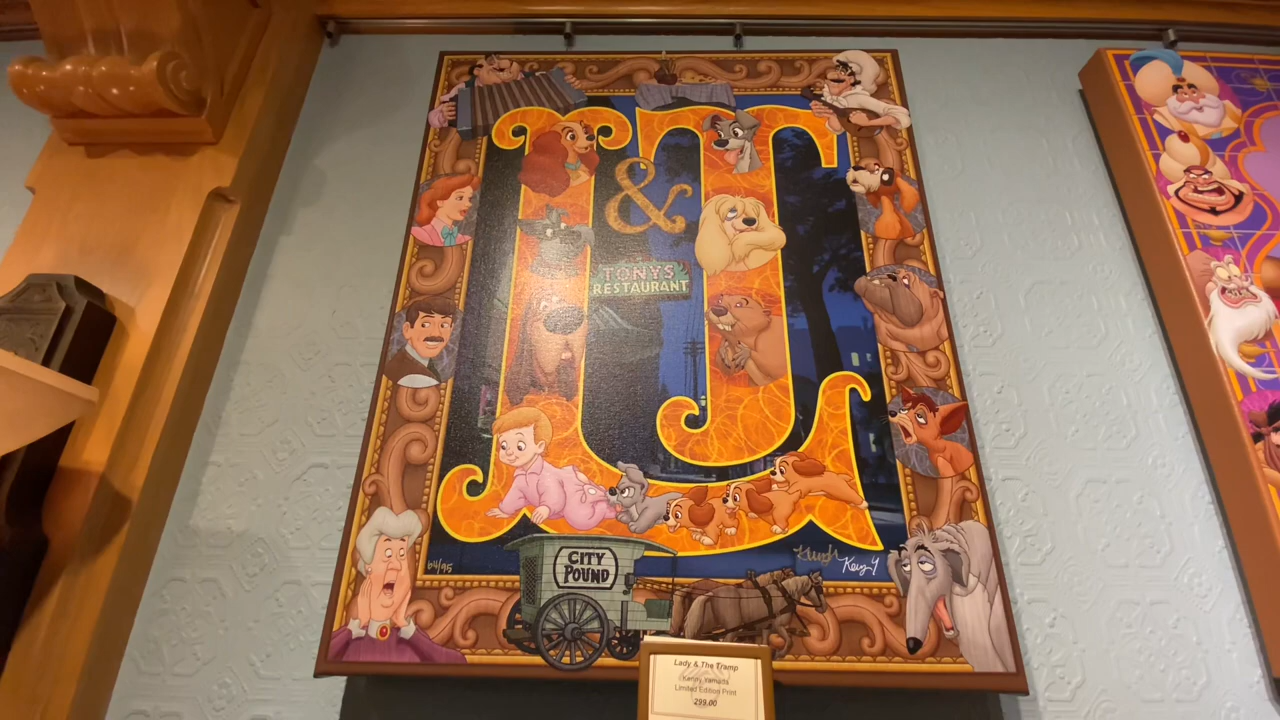 L & T
TONYS
RESTAURANT
64/95
CITY
POUND
Lady & The Tramp
Kenny Yamada
Limited Edition Print
299.00